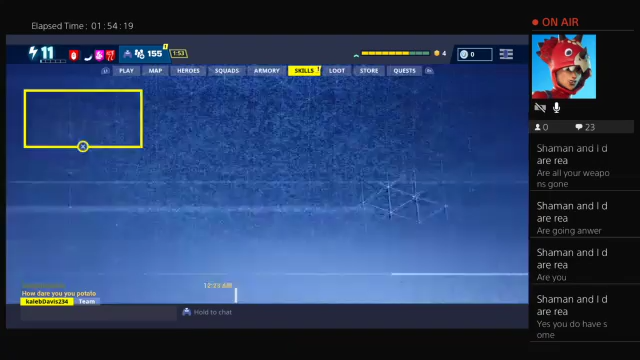 Elapsed Time : 01:54:19
ON AIR
11
155
1:53
4
0
PLAY
MAP
HEROES
SQUADS
ARMORY
SKILLS
LOOT
STORE
QUESTS
0
23
Shaman and I d
are rea
Are all your weapo
ns gone
Shaman and I d
are rea
Are going anwer
Shaman and I d
are rea
Are you
Shaman and I d
are rea
Yes you do have s
ome
How dare you you potato
kalebDavis234
Team
Hold to chat